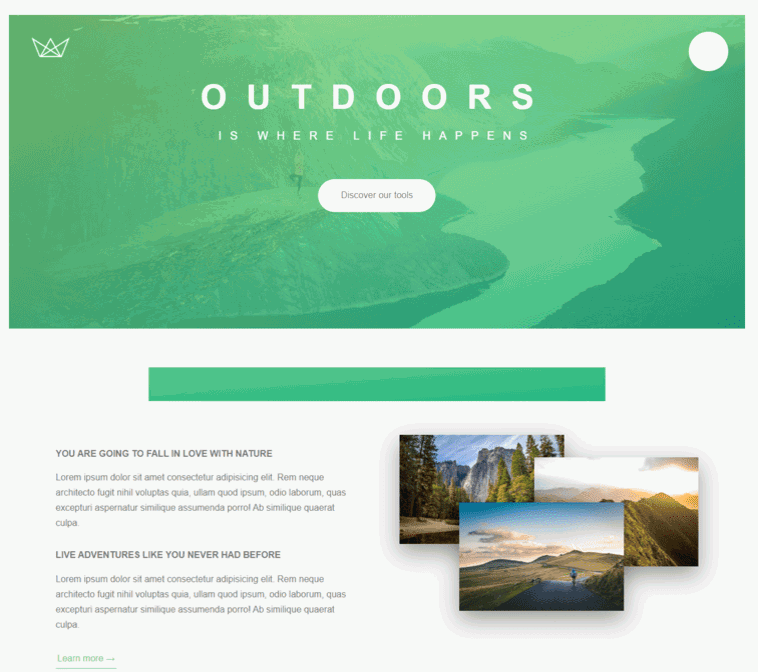 OUTDOORS
IS WHERE LIFE HAPPENS
Discover our tools
YOU ARE GOING TO FALL IN LOVE WITH NATURE
Lorem ipsum dolor sit amet consectetur adipisicing elit. Rem neque
architecto fugit nihil voluptas quia, ullam quod ipsum, odio laborum, quas
excepturi aspernatur similique assumenda porro! Ab similique quaerat
culpa.
LIVE ADVENTURES LIKE YOU NEVER HAD BEFORE
Lorem ipsum dolor sit amet consectetur adipisicing elit. Rem neque
architecto fugit nihil voluptas quia, ullam quod ipsum, odio laborum, quas
excepturi aspernatur similique assumenda porro! Ab similique quaerat
culpa.
Learn more →